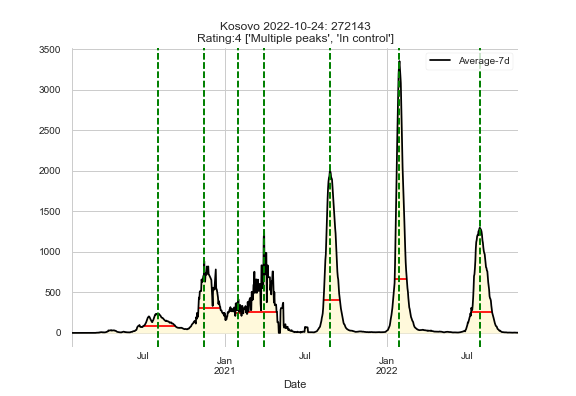 Kosovo 2022-10-24: 272143
Rating:4 ['Multiple peaks', 'In control']
Average-7d
3500
3000
2500
2000
1500
1000
500
0
Jul
Jan
2021
Jul
Jan
2022
Jul
Date